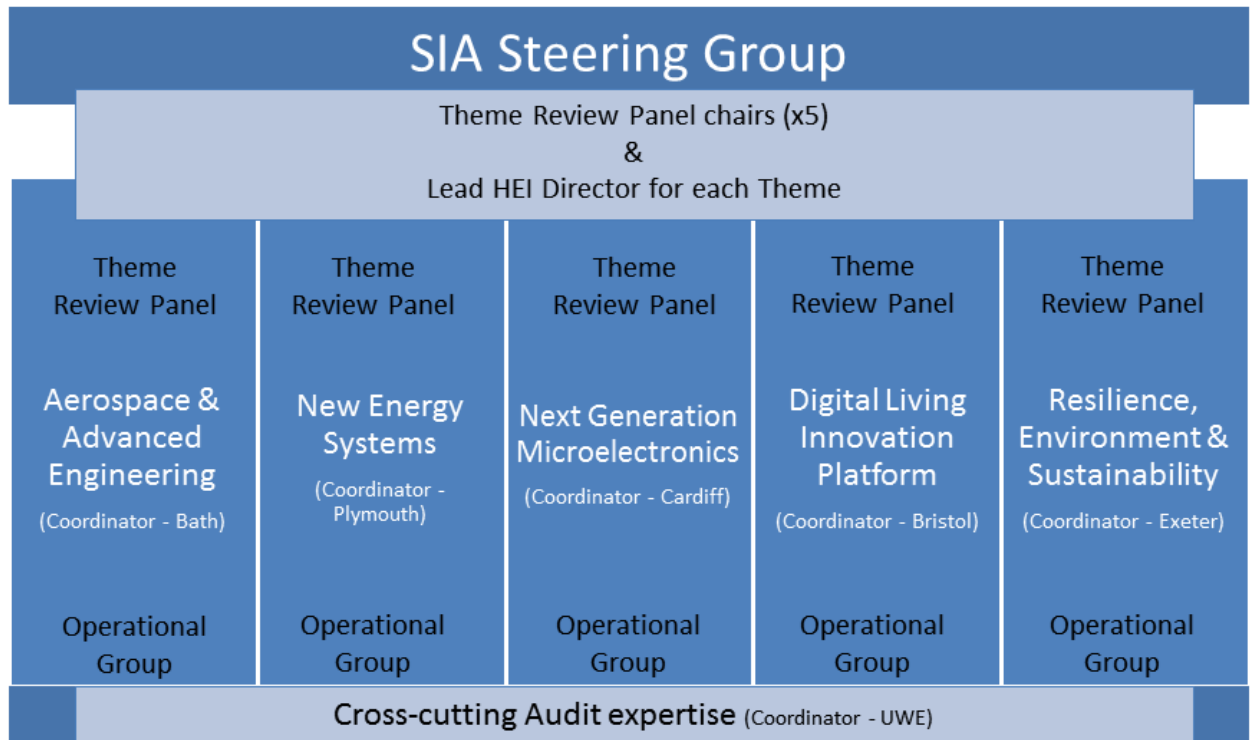 SIA Steering Group
Theme Review Panel chairs (x5)
&
Lead HEI Director for each Theme
Theme
Review Panel
Aerospace &
Advanced
Engineering
(Coordinator - Bath)
Operational
Group
Theme
Review Panel
New Energy
Systems
(Coordinator -
Plymouth)
Operational
Group
Theme
Review Panel
Next Generation
Microelectronics
(Coordinator - Cardiff)
Operational
Group
Theme
Review Panel
Digital Living
Innovation
Platform
(Coordinator - Bristol)
Operational
Group
Theme
Review Panel
Resilience,
Environment &
Sustainability
(Coordinator - Exeter)
Operational
Group
Cross-cutting Audit expertise (Coordinator - UWE)